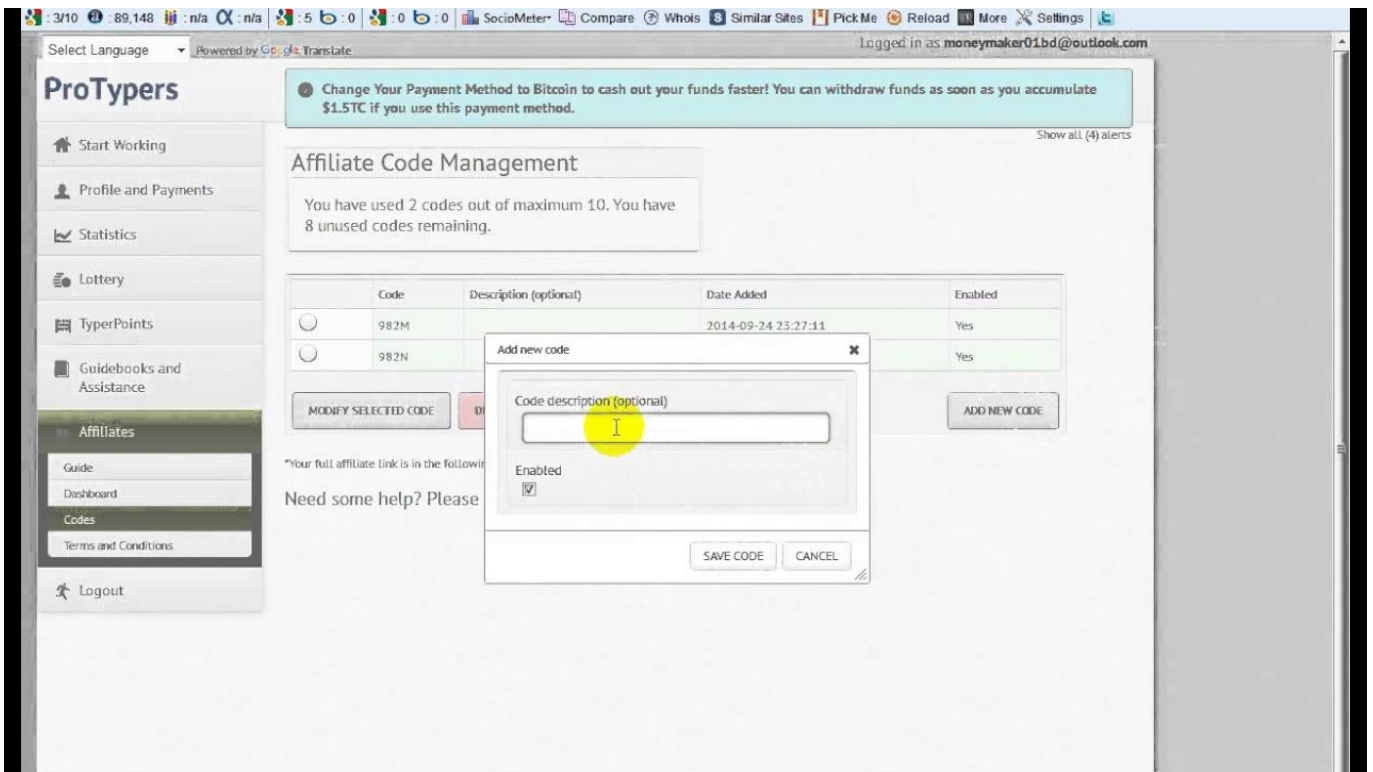 : 3/10 : 89,148 : n/a : n/a : 5 : 0 : 0 : 0 SocioMeter Compare Whois Similar Sites Pick Me Reload More Settings
Select Language Powered by Google Translate
Logged in as moneymaker01bd@outlook.com
ProTypers
Change Your Payment Method to Bitcoin to cash out your funds faster! You can withdraw funds as soon as you accumulate
$1.5TC if you use this payment method.
Show all (4) alerts
Start Working
Profile and Payments
Statistics
Lottery
TyperPoints
Guidebooks and
Assistance
Affiliates
Guide
Dashboard
Codes
Terms and Conditions
Logout
Affiliate Code Management
You have used 2 codes out of maximum 10. You have
8 unused codes remaining.
Code Description (optional) Date Added Enabled
982M 2014-09-24 23:27:11 Yes
982N Yes
MODIFY SELECTED CODE
ADD NEW CODE
*Your full affiliate link is in the
Need some help? Please
Add new code
Code description (optional)
Enabled
SAVE CODE CANCEL